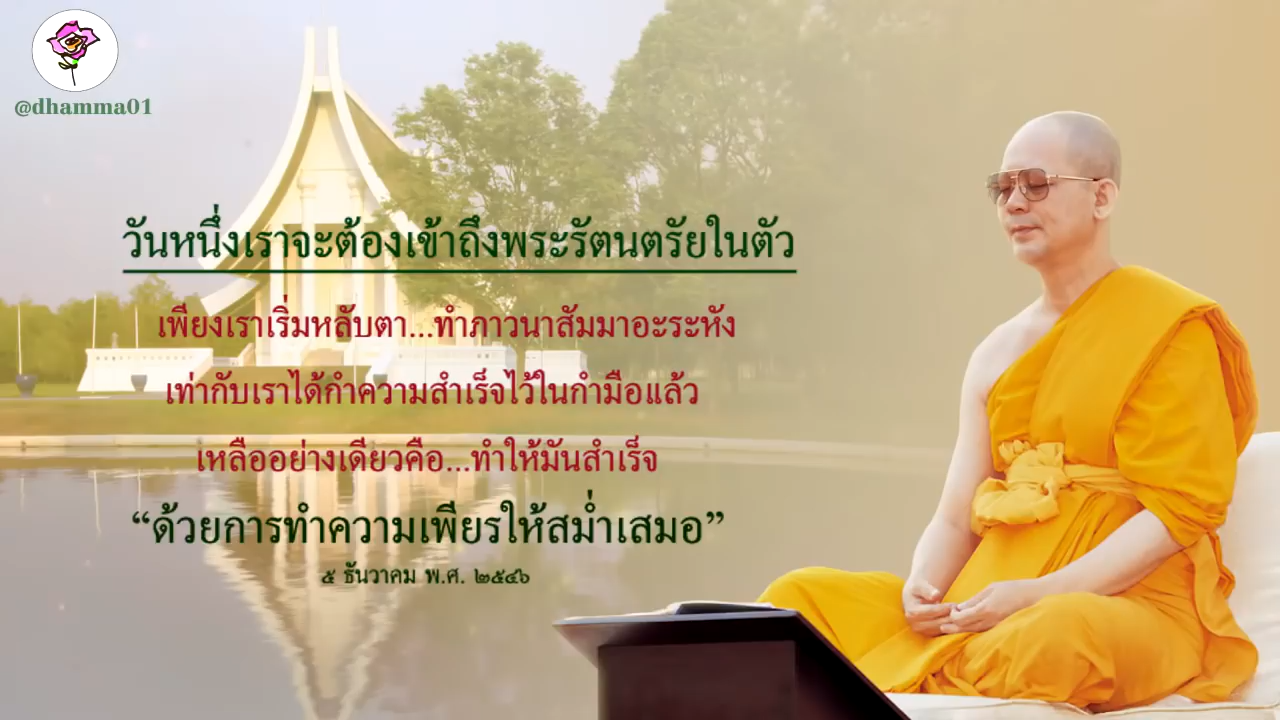 @dhamma01
วันหนึ่งเราจะต้องเข้าถึงพระรัตนตรัยในตัว
เพียงเราเริ่มหลับตา...ทำภาวนาสัมมาอะระหัง
เท่ากับเราได้กำความสำเร็จไว้ในกำมือแล้ว
เหลืออย่างเดียวคือ...ทำให้มันสำเร็จ
“ด้วยการทำความเพียรให้สม่ำเสมอ”
๕ ธันวาคม พ.ศ. ๒๕๔๖